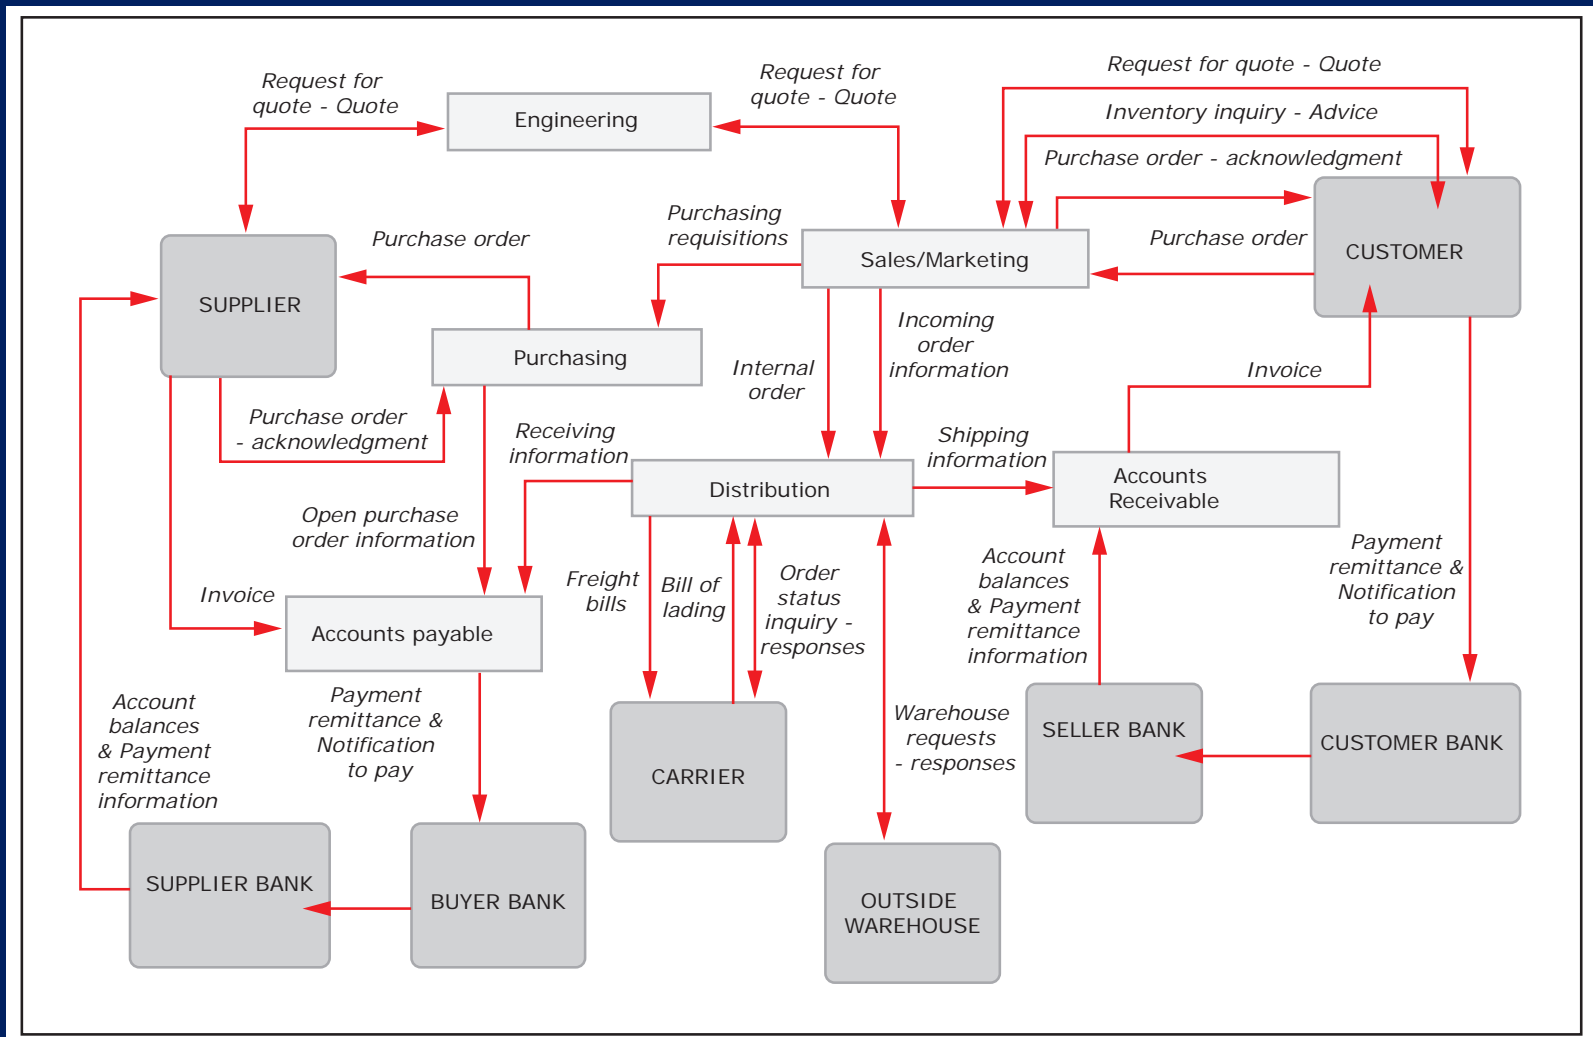 Request for
quote - Quote
Engineering
Request for
quote - Quote
Request for quote - Quote
Inventory inquiry - Advice
Purchase order - acknowledgment
Purchasing
requisitions
Purchase order
SUPPLIER
Sales/Marketing
Purchase order
CUSTOMER
Purchasing
Internal
order
Incoming
order
information
Invoice
Purchase order
- acknowledgment
Receiving
information
Distribution
Shipping
information
Accounts
Receivable
Open purchase
order information
Invoice
Accounts payable
Freight
bills
Bill of
lading
Order
status
inquiry -
responses
Account
balances
& Payment
remittance
information
Payment
remittance &
Notification
to pay
Account
balances
& Payment
remittance
information
Payment
remittance &
Notification
to pay
CARRIER
Warehouse
requests
- responses
SELLER BANK
CUSTOMER BANK
SUPPLIER BANK
BUYER BANK
OUTSIDE
WAREHOUSE